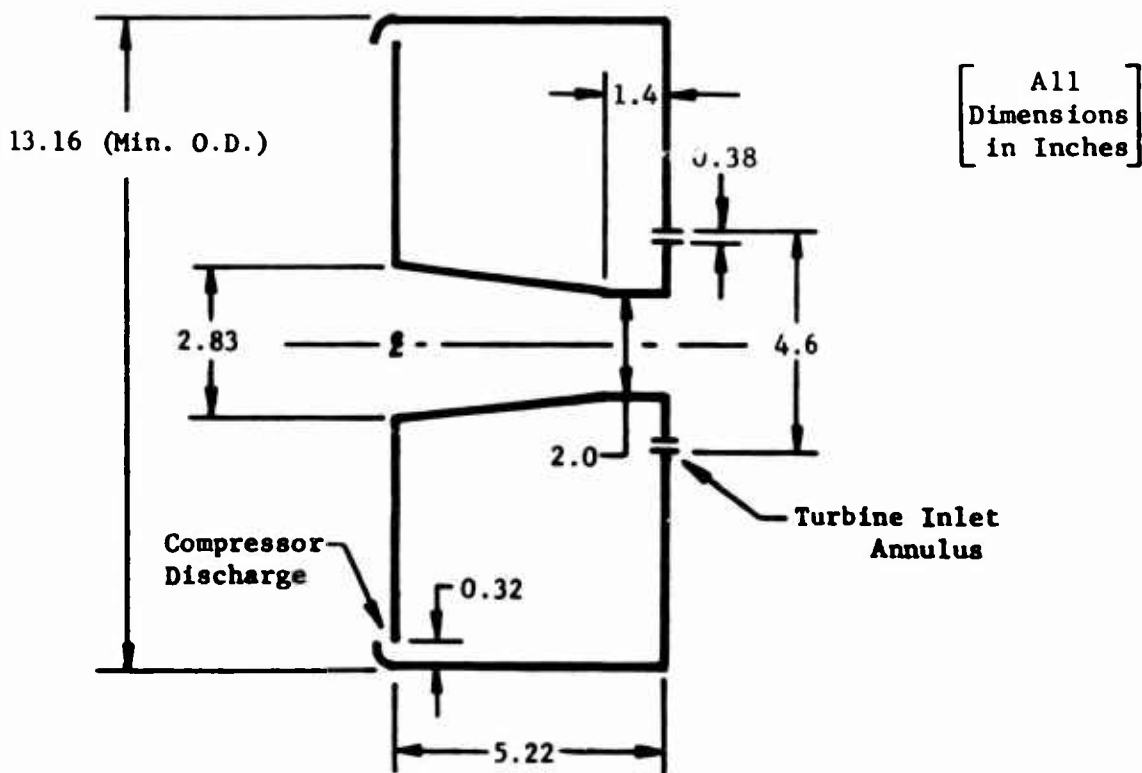 All
Dimensions
in Inches
1.4
13.16 (Min. O.D.)
0.38
2.83
4.6
2.0
Turbine Inlet
Annulus
Compressor
Discharge
0.32
5.22